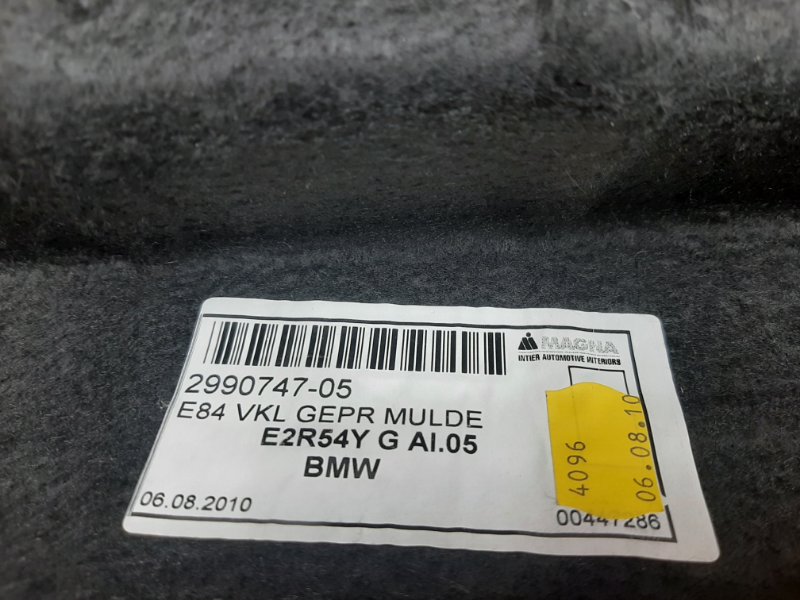 MAGNA
INTIER AUTOMOTIVE INTERIORS
2990747-05
E84 VKL GEPR MULDE
E2R54Y G AI.05
BMW
06.08.2010
4096
06.08.10
00447286